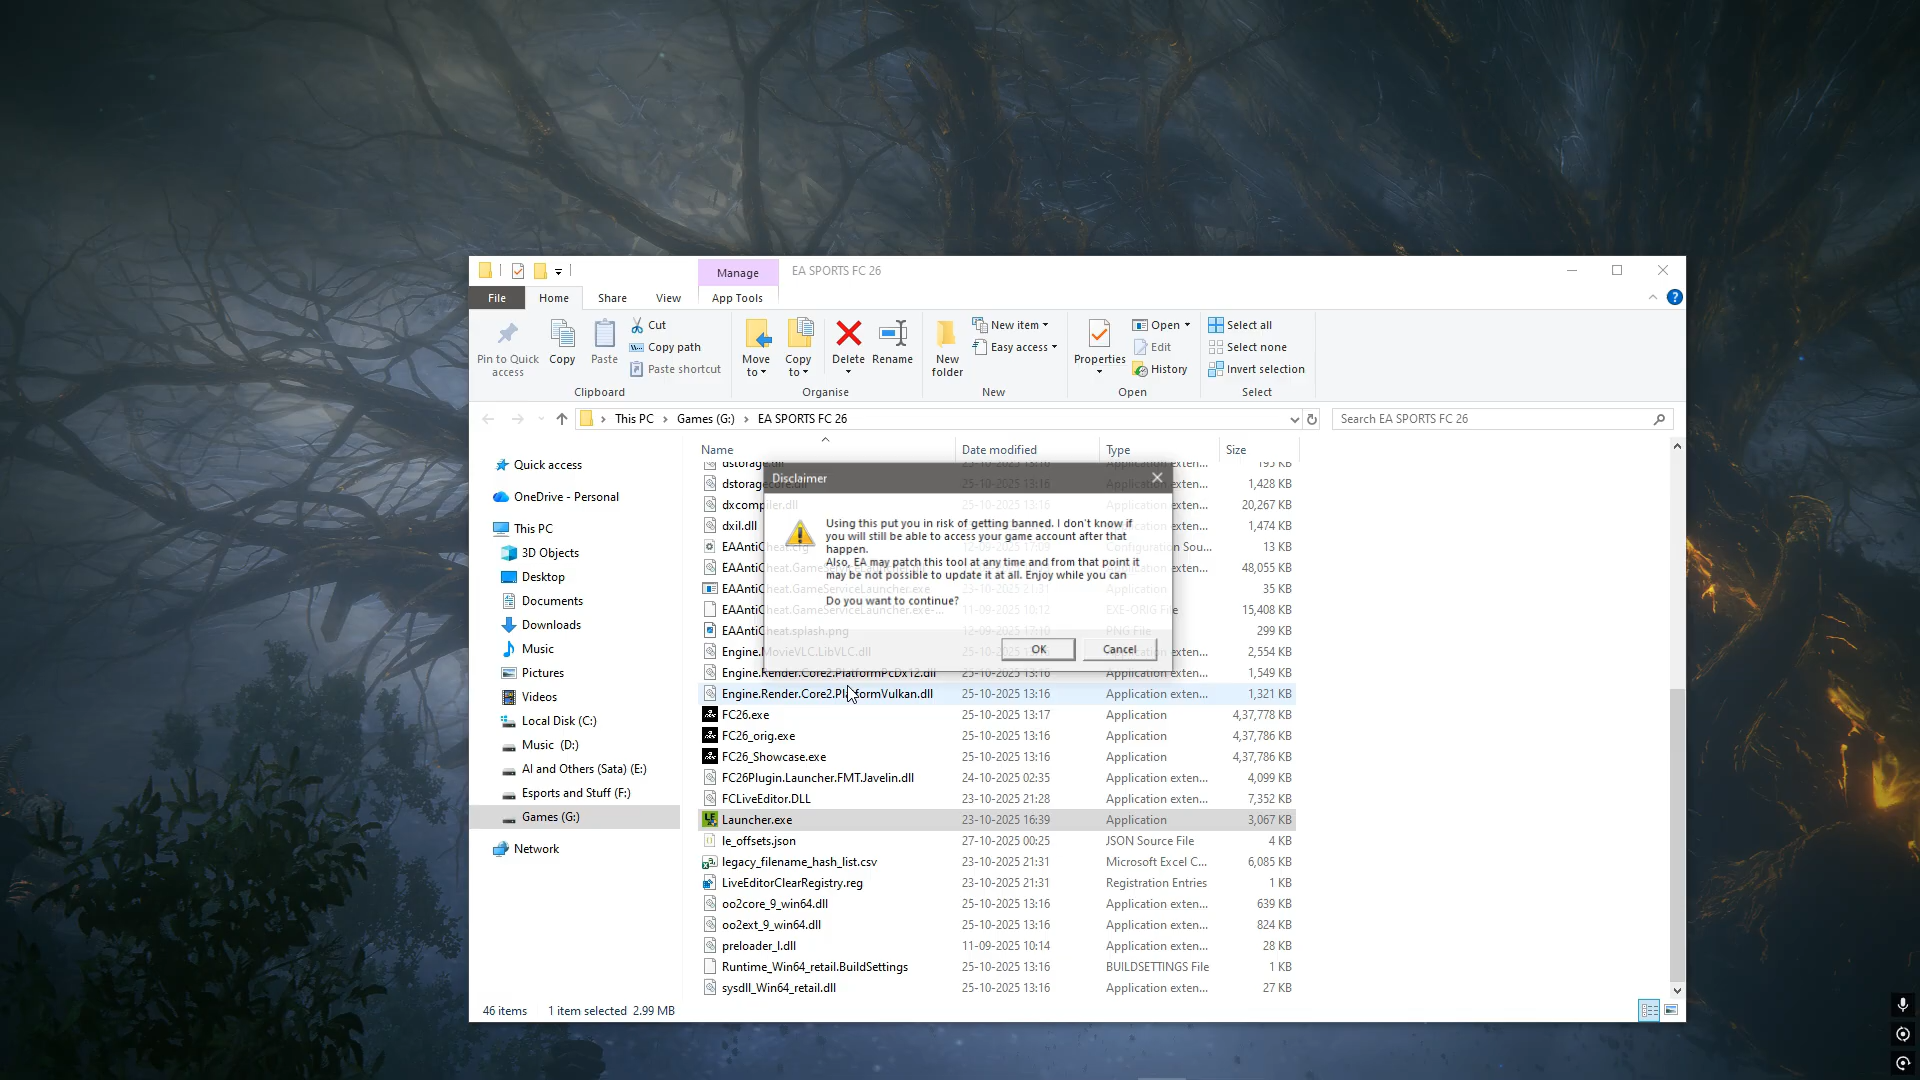 Manage
EA SPORTS FC 26
File
Home
Share
View
App Tools
Pin to Quick
access
Copy
Paste
Cut
Copy path
Paste shortcut
Clipboard
Move
to
Copy
to
Delete
Rename
Organise
New
folder
New item
Easy access
New
Properties
Open
Edit
History
Open
Select all
Select none
Invert selection
Select
This PC
Games (G:)
EA SPORTS FC 26
Search EA SPORTS FC 26
Quick access
OneDrive - Personal
This PC
3D Objects
Desktop
Documents
Downloads
Music
Pictures
Videos
Local Disk (C:)
Music (D:)
AI and Others (Sata) (E:)
Esports and Stuff (F:)
Games (G:)
Network
Name Date modified Type Size
dstorage.dll 25-10-2025 13:16 Application exten... 195 KB
dstoragecore.dll 25-10-2025 13:16 Application exten... 1,428 KB
dxcompiler.dll 25-10-2025 13:16 Application exten... 20,267 KB
dxil.dll 25-10-2025 13:16 Application exten... 1,474 KB
EAAntiCheat.cfg 12-09-2025 17:09 Configuration Sou... 13 KB
EAAntiCheat.GameService 48,055 KB
EAAntiCheat.GameServiceLauncher.exe 23-10-2025 21:31 Application 35 KB
EAAntiCheat.GameServiceLauncher.exe-... 11-09-2025 10:12 EXE-ORIG File 15,408 KB
EAAntiCheat.splash.png 12-09-2025 17:10 PNG File 299 KB
Engine.MovieVLC.LibVLC.dll 25-10-2025 13:16 Application exten... 2,554 KB
Engine.Render.Core2.PlatformPcDx12.dll 25-10-2025 13:16 Application exten... 1,549 KB
Engine.Render.Core2.PlatformVulkan.dll 25-10-2025 13:16 Application exten... 1,321 KB
FC26.exe 25-10-2025 13:17 Application 4,37,778 KB
FC26_orig.exe 25-10-2025 13:16 Application 4,37,786 KB
FC26_Showcase.exe 25-10-2025 13:16 Application 4,37,786 KB
FC26Plugin.Launcher.FMT.Javelin.dll 24-10-2025 02:35 Application exten... 4,099 KB
FCLiveEditor.DLL 23-10-2025 21:28 Application exten... 7,352 KB
LE Launcher.exe 23-10-2025 16:39 Application 3,067 KB
le_offsets.json 27-10-2025 00:25 JSON Source File 4 KB
legacy_filename_hash_list.csv 23-10-2025 21:31 Microsoft Excel C... 6,085 KB
LiveEditorClearRegistry.reg 23-10-2025 21:31 Registration Entries 1 KB
oo2core_9_win64.dll 25-10-2025 13:16 Application exten... 639 KB
oo2ext_9_win64.dll 25-10-2025 13:16 Application exten... 824 KB
preloader_l.dll 11-09-2025 10:14 Application exten... 28 KB
Runtime_Win64_retail.BuildSettings 25-10-2025 13:16 BUILDSETTINGS File 1 KB
sysdll_Win64_retail.dll 25-10-2025 13:16 Application exten... 27 KB
Disclaimer
Using this put you in risk of getting banned. I don't know if
you will still be able to access your game account after that
happen.
Also, EA may patch this tool at any time and from that point it
may be not possible to update it at all. Enjoy while you can
Do you want to continue?
OK
Cancel
46 items
1 item selected 2.99 MB